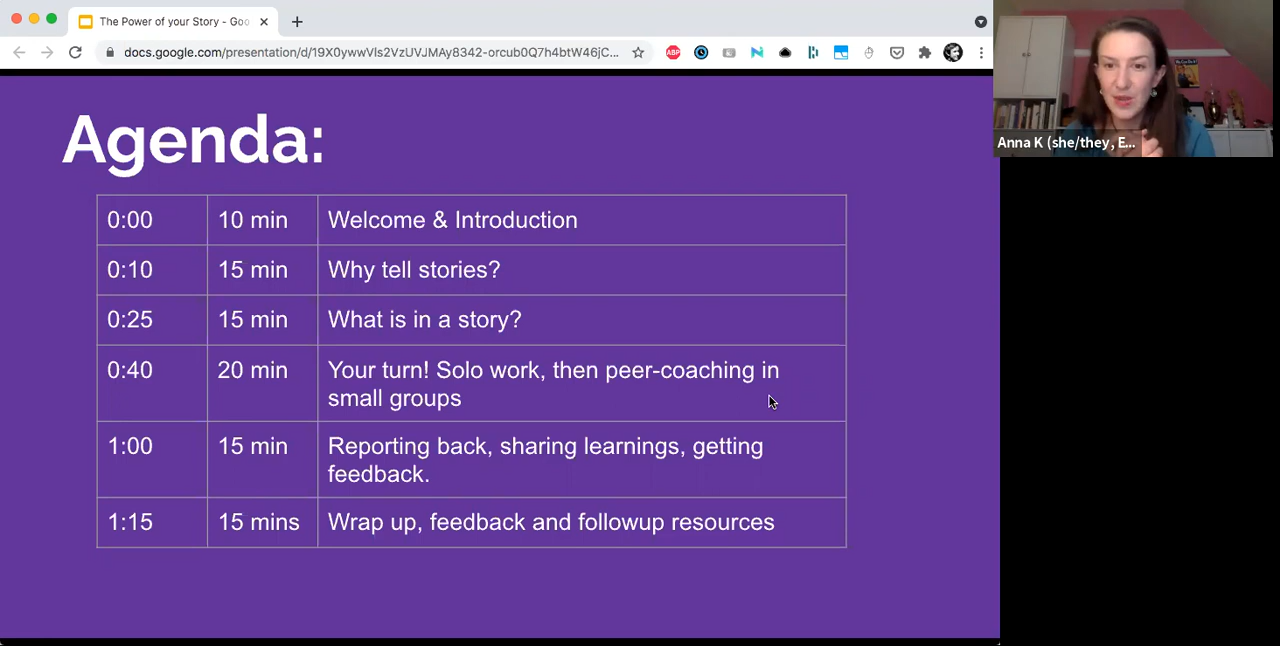 The Power of your Story - Goo
docs.google.com/presentation/d/19X0ywwVIs2VzUVJMAy8342-orcub0Q7h4btW46jC...
ABP
Anna K (she/they, E...
Agenda:
0:00 10 min Welcome & Introduction
0:10 15 min Why tell stories?
0:25 15 min What is in a story?
0:40 20 min Your turn! Solo work, then peer-coaching in
small groups
1:00 15 min Reporting back, sharing learnings, getting
feedback.
1:15 15 mins Wrap up, feedback and followup resources